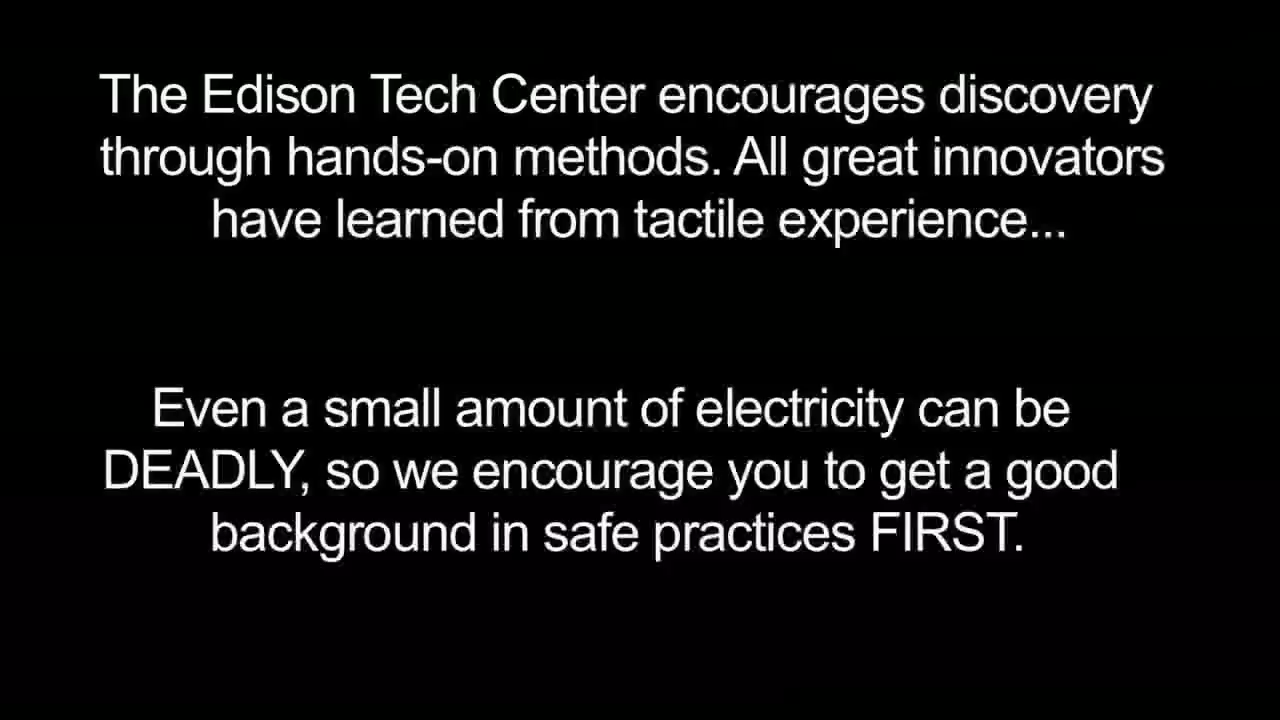 The Edison Tech Center encourages discovery
through hands-on methods. All great innovators
have learned from tactile experience...
Even a small amount of electricity can be
DEADLY, so we encourage you to get a good
background in safe practices FIRST.